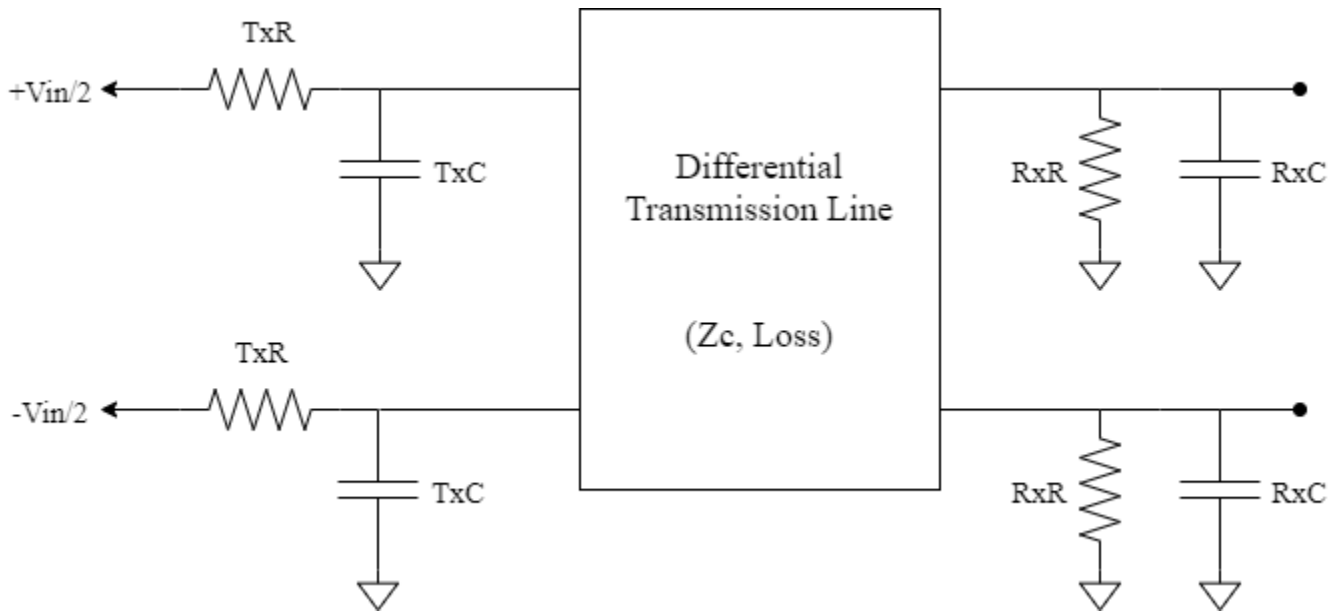 TxR
+Vin/2
TxC
Differential
Transmission Line
RxR
RxC
(Zc, Loss)
TxR
-Vin/2
TxC
RxR
RxC